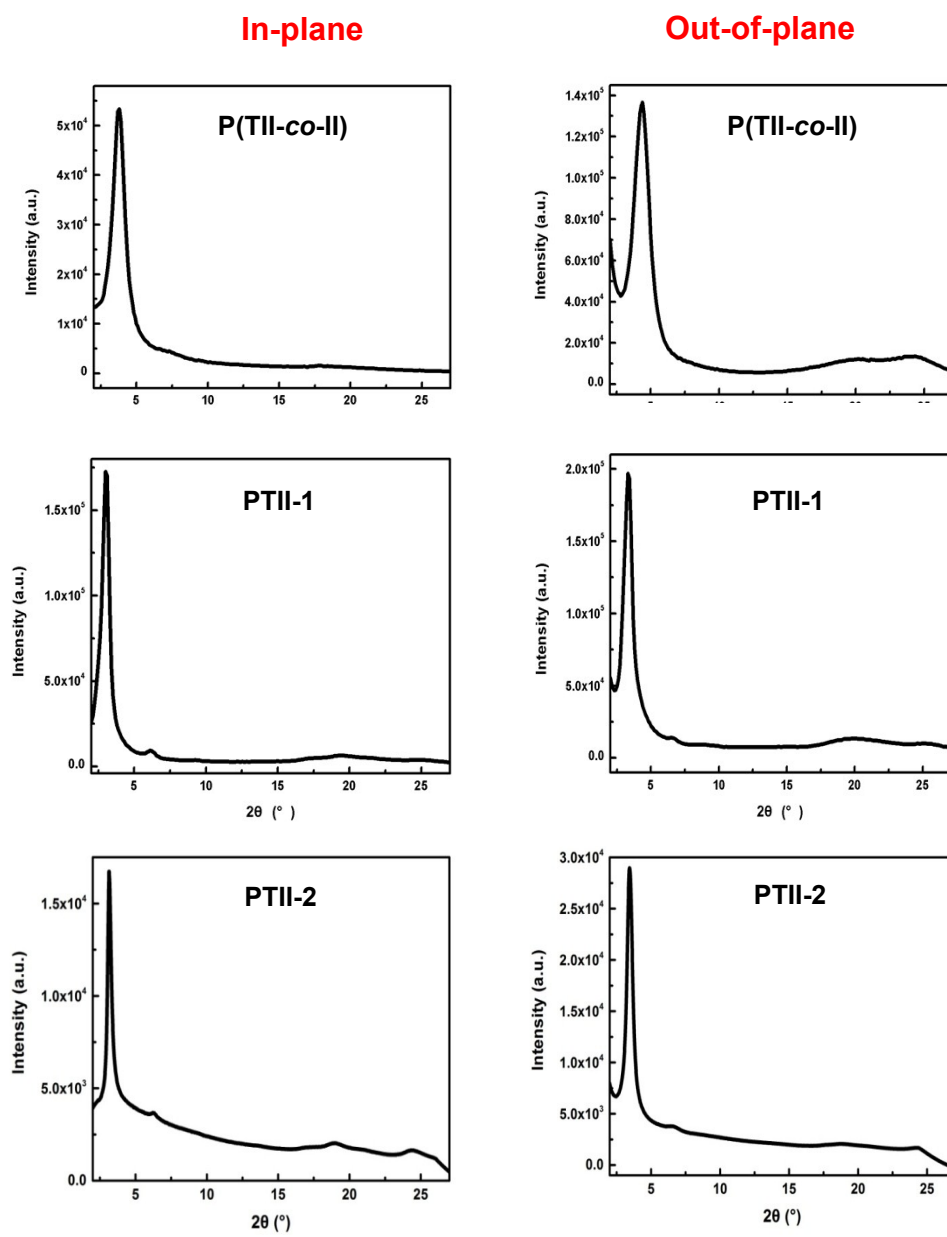 In-plane
Out-of-plane
P(TII-co-II)
Intensity (a.u.)
5x10⁴
4x10⁴
3x10⁴
2x10⁴
1x10⁴
0
5 10 15 20 25
P(TII-co-II)
Intensity (a.u.)
1.4x10⁵
1.2x10⁵
1.0x10⁵
8.0x10⁴
6.0x10⁴
4.0x10⁴
2.0x10⁴
0.0
5 10 15 20 25
PTII-1
Intensity (a.u.)
1.5x10⁵
1.0x10⁵
5.0x10⁴
0.0
5 10 15 20 25
2θ (° )
PTII-1
Intensity (a.u.)
2.0x10⁵
1.5x10⁵
1.0x10⁵
5.0x10⁴
0.0
5 10 15 20 25
2θ (° )
PTII-2
Intensity (a.u.)
1.5x10⁴
1.0x10⁴
5.0x10³
0.0
5 10 15 20 25
2θ (°)
PTII-2
Intensity (a.u.)
3.0x10⁴
2.5x10⁴
2.0x10⁴
1.5x10⁴
1.0x10⁴
5.0x10³
0.0
5 10 15 20 25
2θ (°)